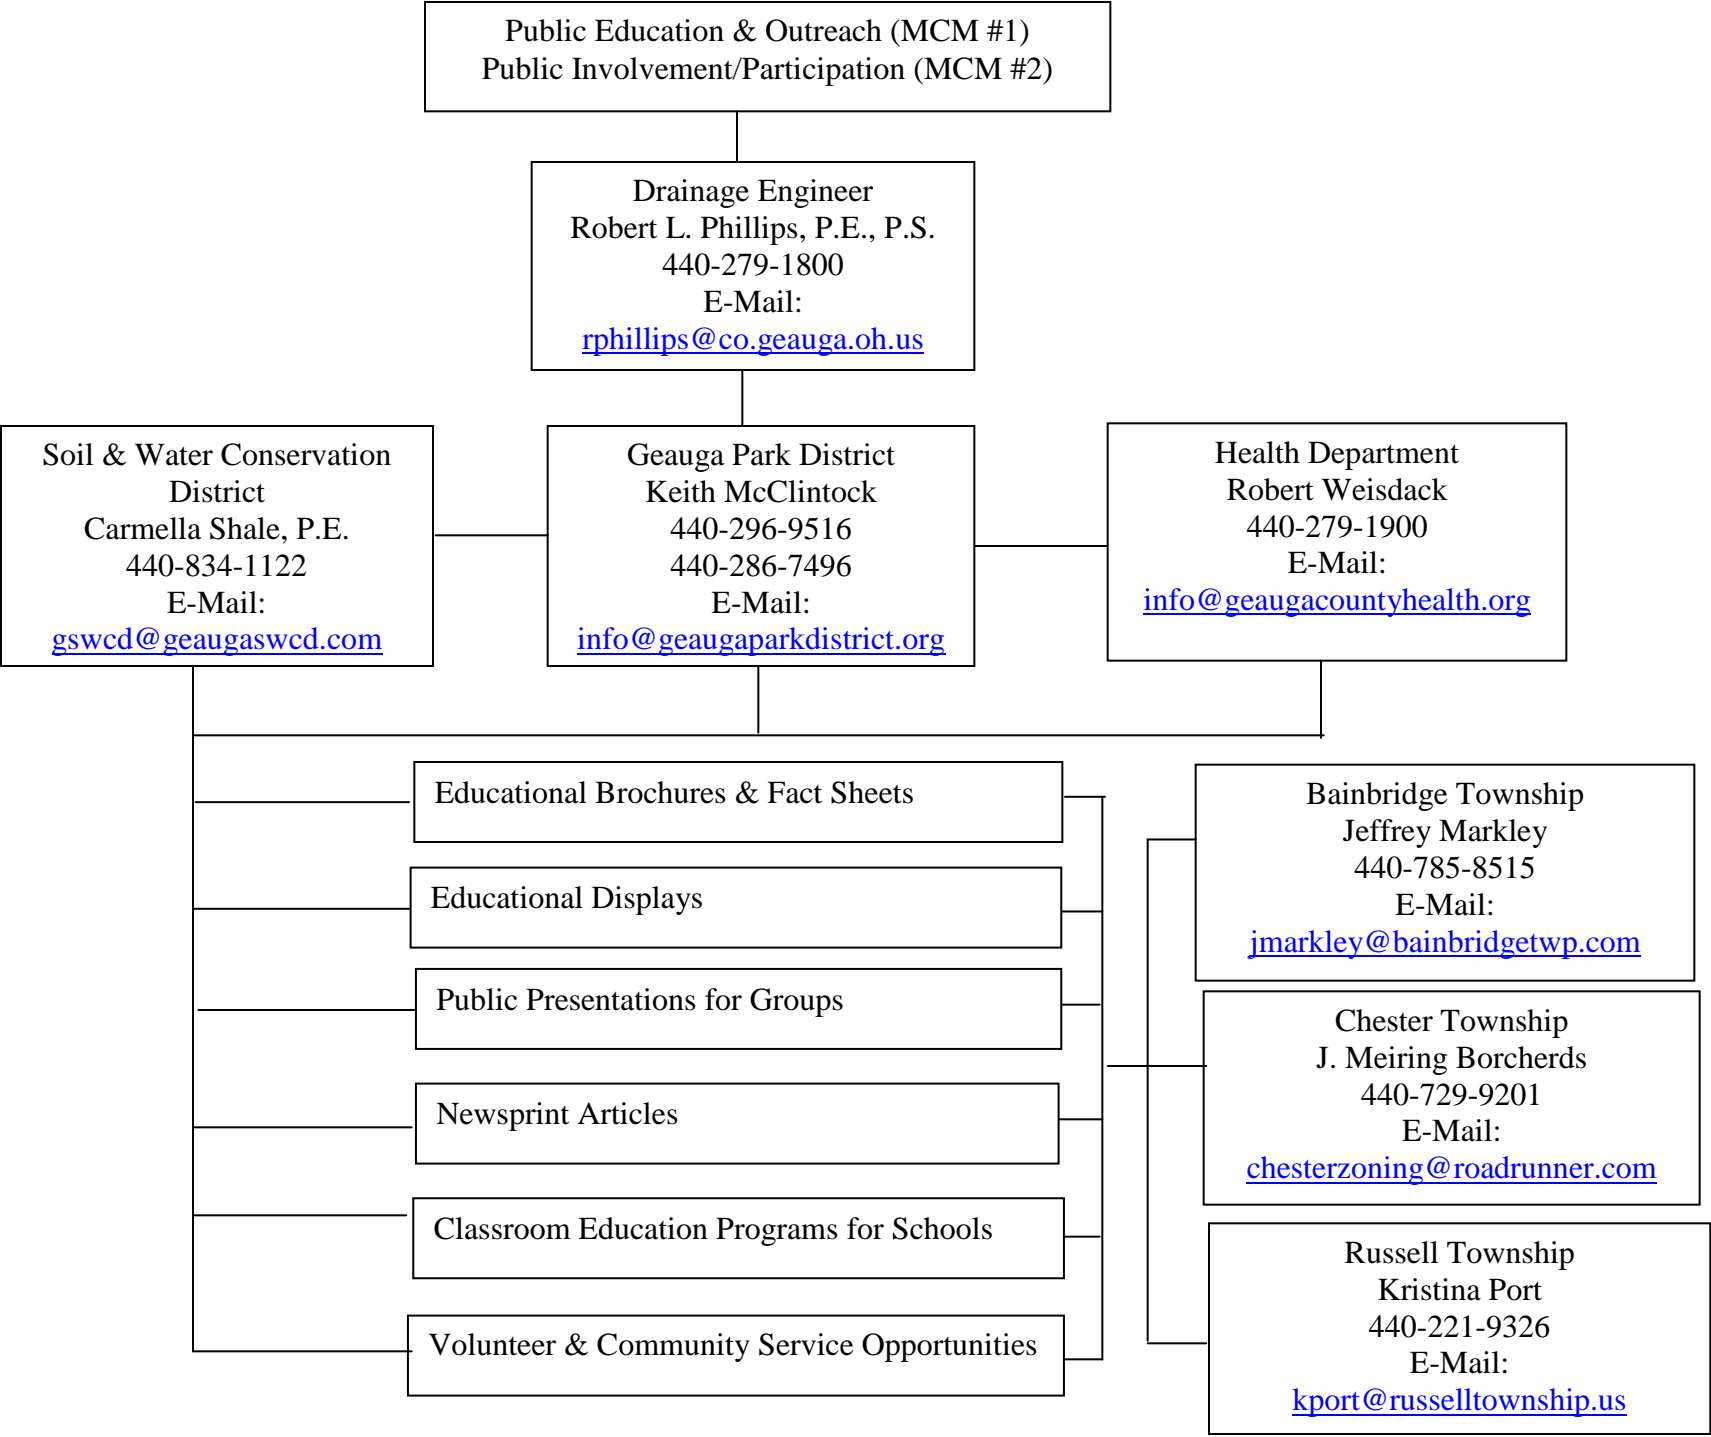 Public Education & Outreach (MCM #1)
Public Involvement/Participation (MCM #2)
Drainage Engineer
Robert L. Phillips, P.E., P.S.
440-279-1800
E-Mail:
rphillips@co.geauga.oh.us
Soil & Water Conservation
District
Carmella Shale, P.E.
440-834-1122
E-Mail:
gswcd@geaugaswcd.com
Geauga Park District
Keith McClintock
440-296-9516
440-286-7496
E-Mail:
info@geaugaparkdistrict.org
Health Department
Robert Weisdack
440-279-1900
E-Mail:
info@geaugacountyhealth.org
Educational Brochures & Fact Sheets
Educational Displays
Public Presentations for Groups
Newsprint Articles
Classroom Education Programs for Schools
Volunteer & Community Service Opportunities
Bainbridge Township
Jeffrey Markley
440-785-8515
E-Mail:
jmarkley@bainbridgetwp.com
Chester Township
J. Meiring Borcherds
440-729-9201
E-Mail:
chesterzoning@roadrunner.com
Russell Township
Kristina Port
440-221-9326
E-Mail:
kport@russelltownship.us